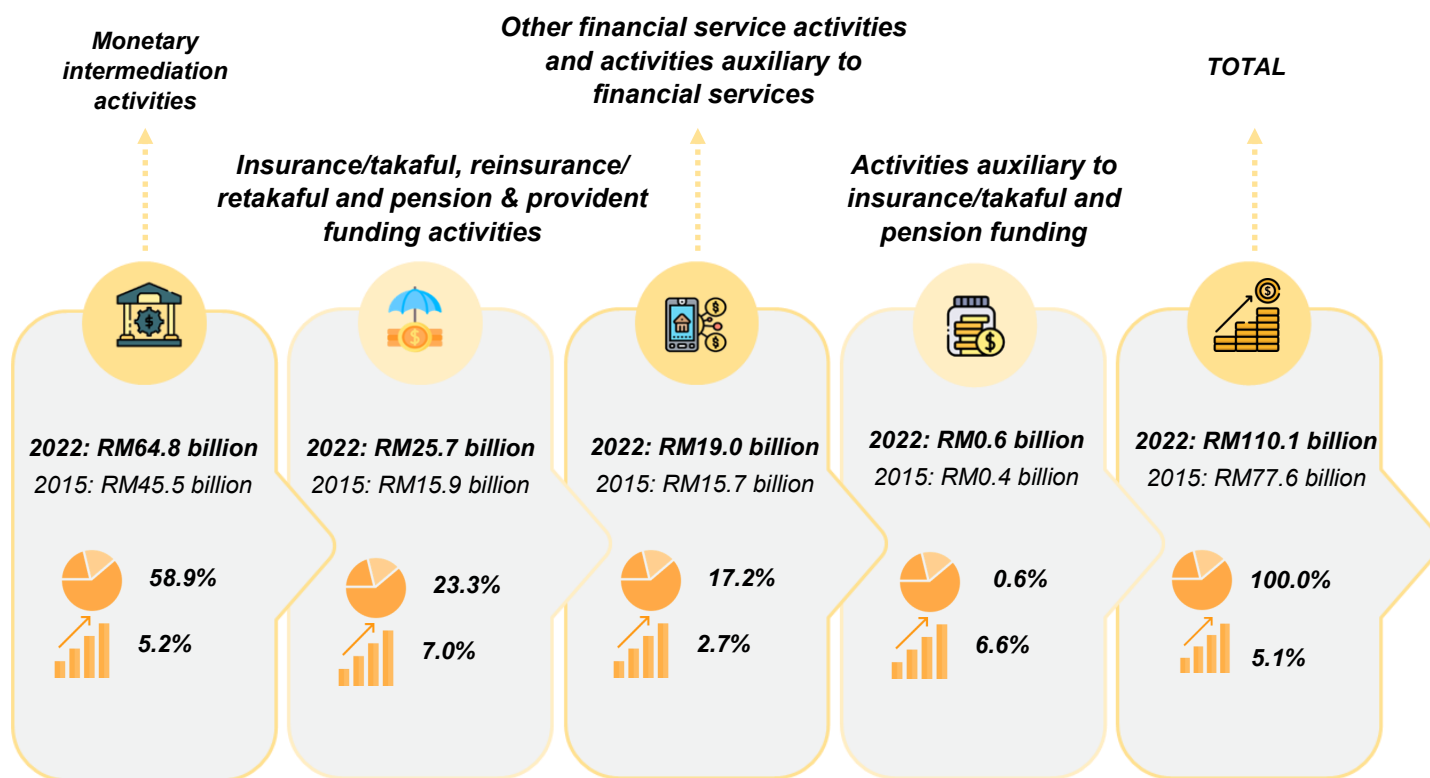 Monetary
intermediation
activities
Insurance/takaful, reinsurance/
retakaful and pension & provident
funding activities
Other financial service activities
and activities auxiliary to
financial services
Activities auxiliary to
insurance/takaful and
pension funding
TOTAL
2022: RM64.8 billion
2015: RM45.5 billion
58.9%
5.2%
2022: RM25.7 billion
2015: RM15.9 billion
23.3%
7.0%
2022: RM19.0 billion
2015: RM15.7 billion
17.2%
2.7%
2022: RM0.6 billion
2015: RM0.4 billion
0.6%
6.6%
2022: RM110.1 billion
2015: RM77.6 billion
100.0%
5.1%